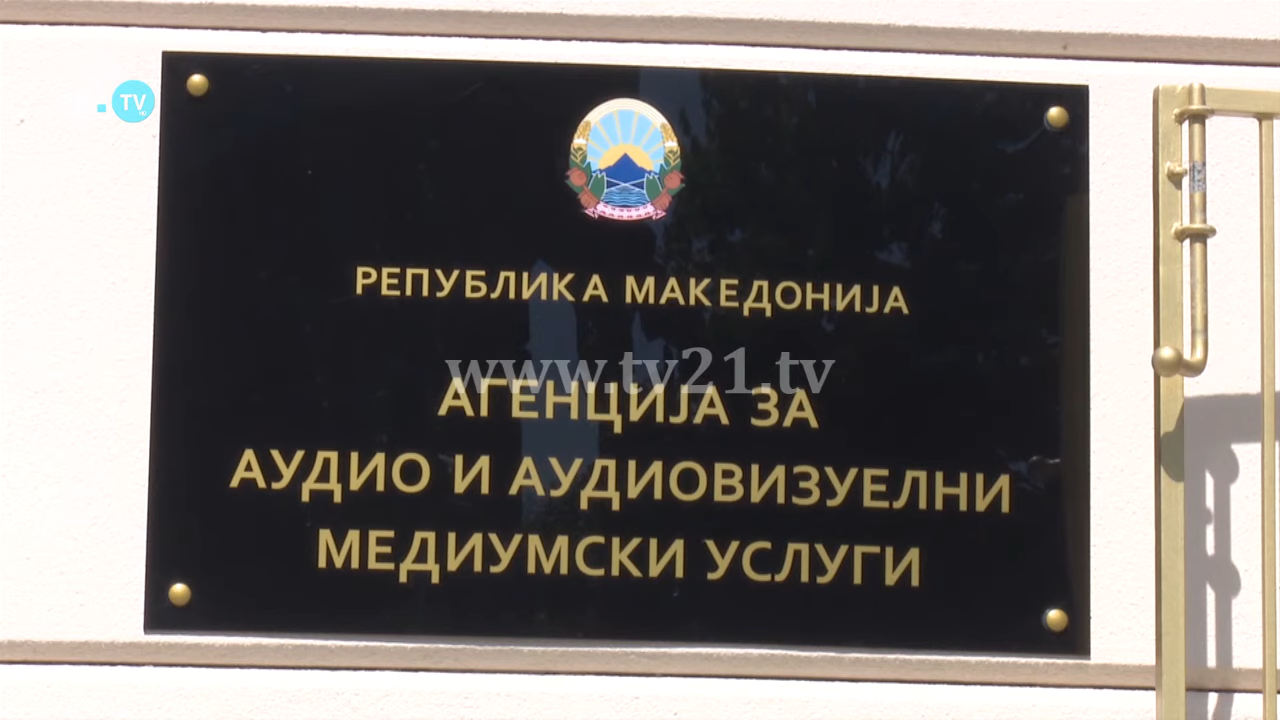 TV
РЕПУБЛИКА МАКЕДОНИЈА
www.tv21.tv
АГЕНЦИЈА ЗА
АУДИО И АУДИОВИЗУЕЛНИ
МЕДИУМСКИ УСЛУГИ